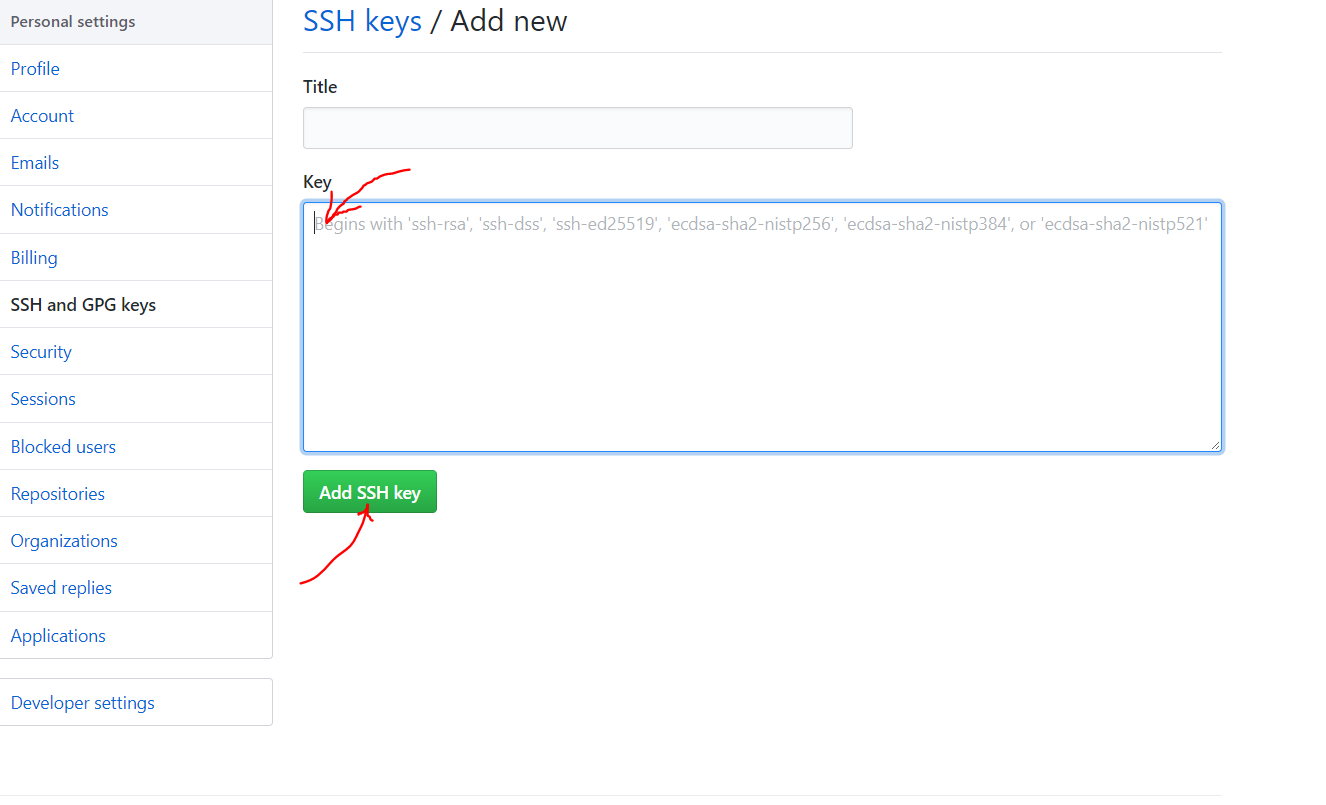 Personal settings
Profile
Account
Emails
Notifications
Billing
SSH and GPG keys
Security
Sessions
Blocked users
Repositories
Organizations
Saved replies
Applications
Developer settings
SSH keys / Add new
Title
Key
Begins with 'ssh-rsa', 'ssh-dss', 'ssh-ed25519', 'ecdsa-sha2-nistp256', 'ecdsa-sha2-nistp384', or 'ecdsa-sha2-nistp521'
Add SSH key